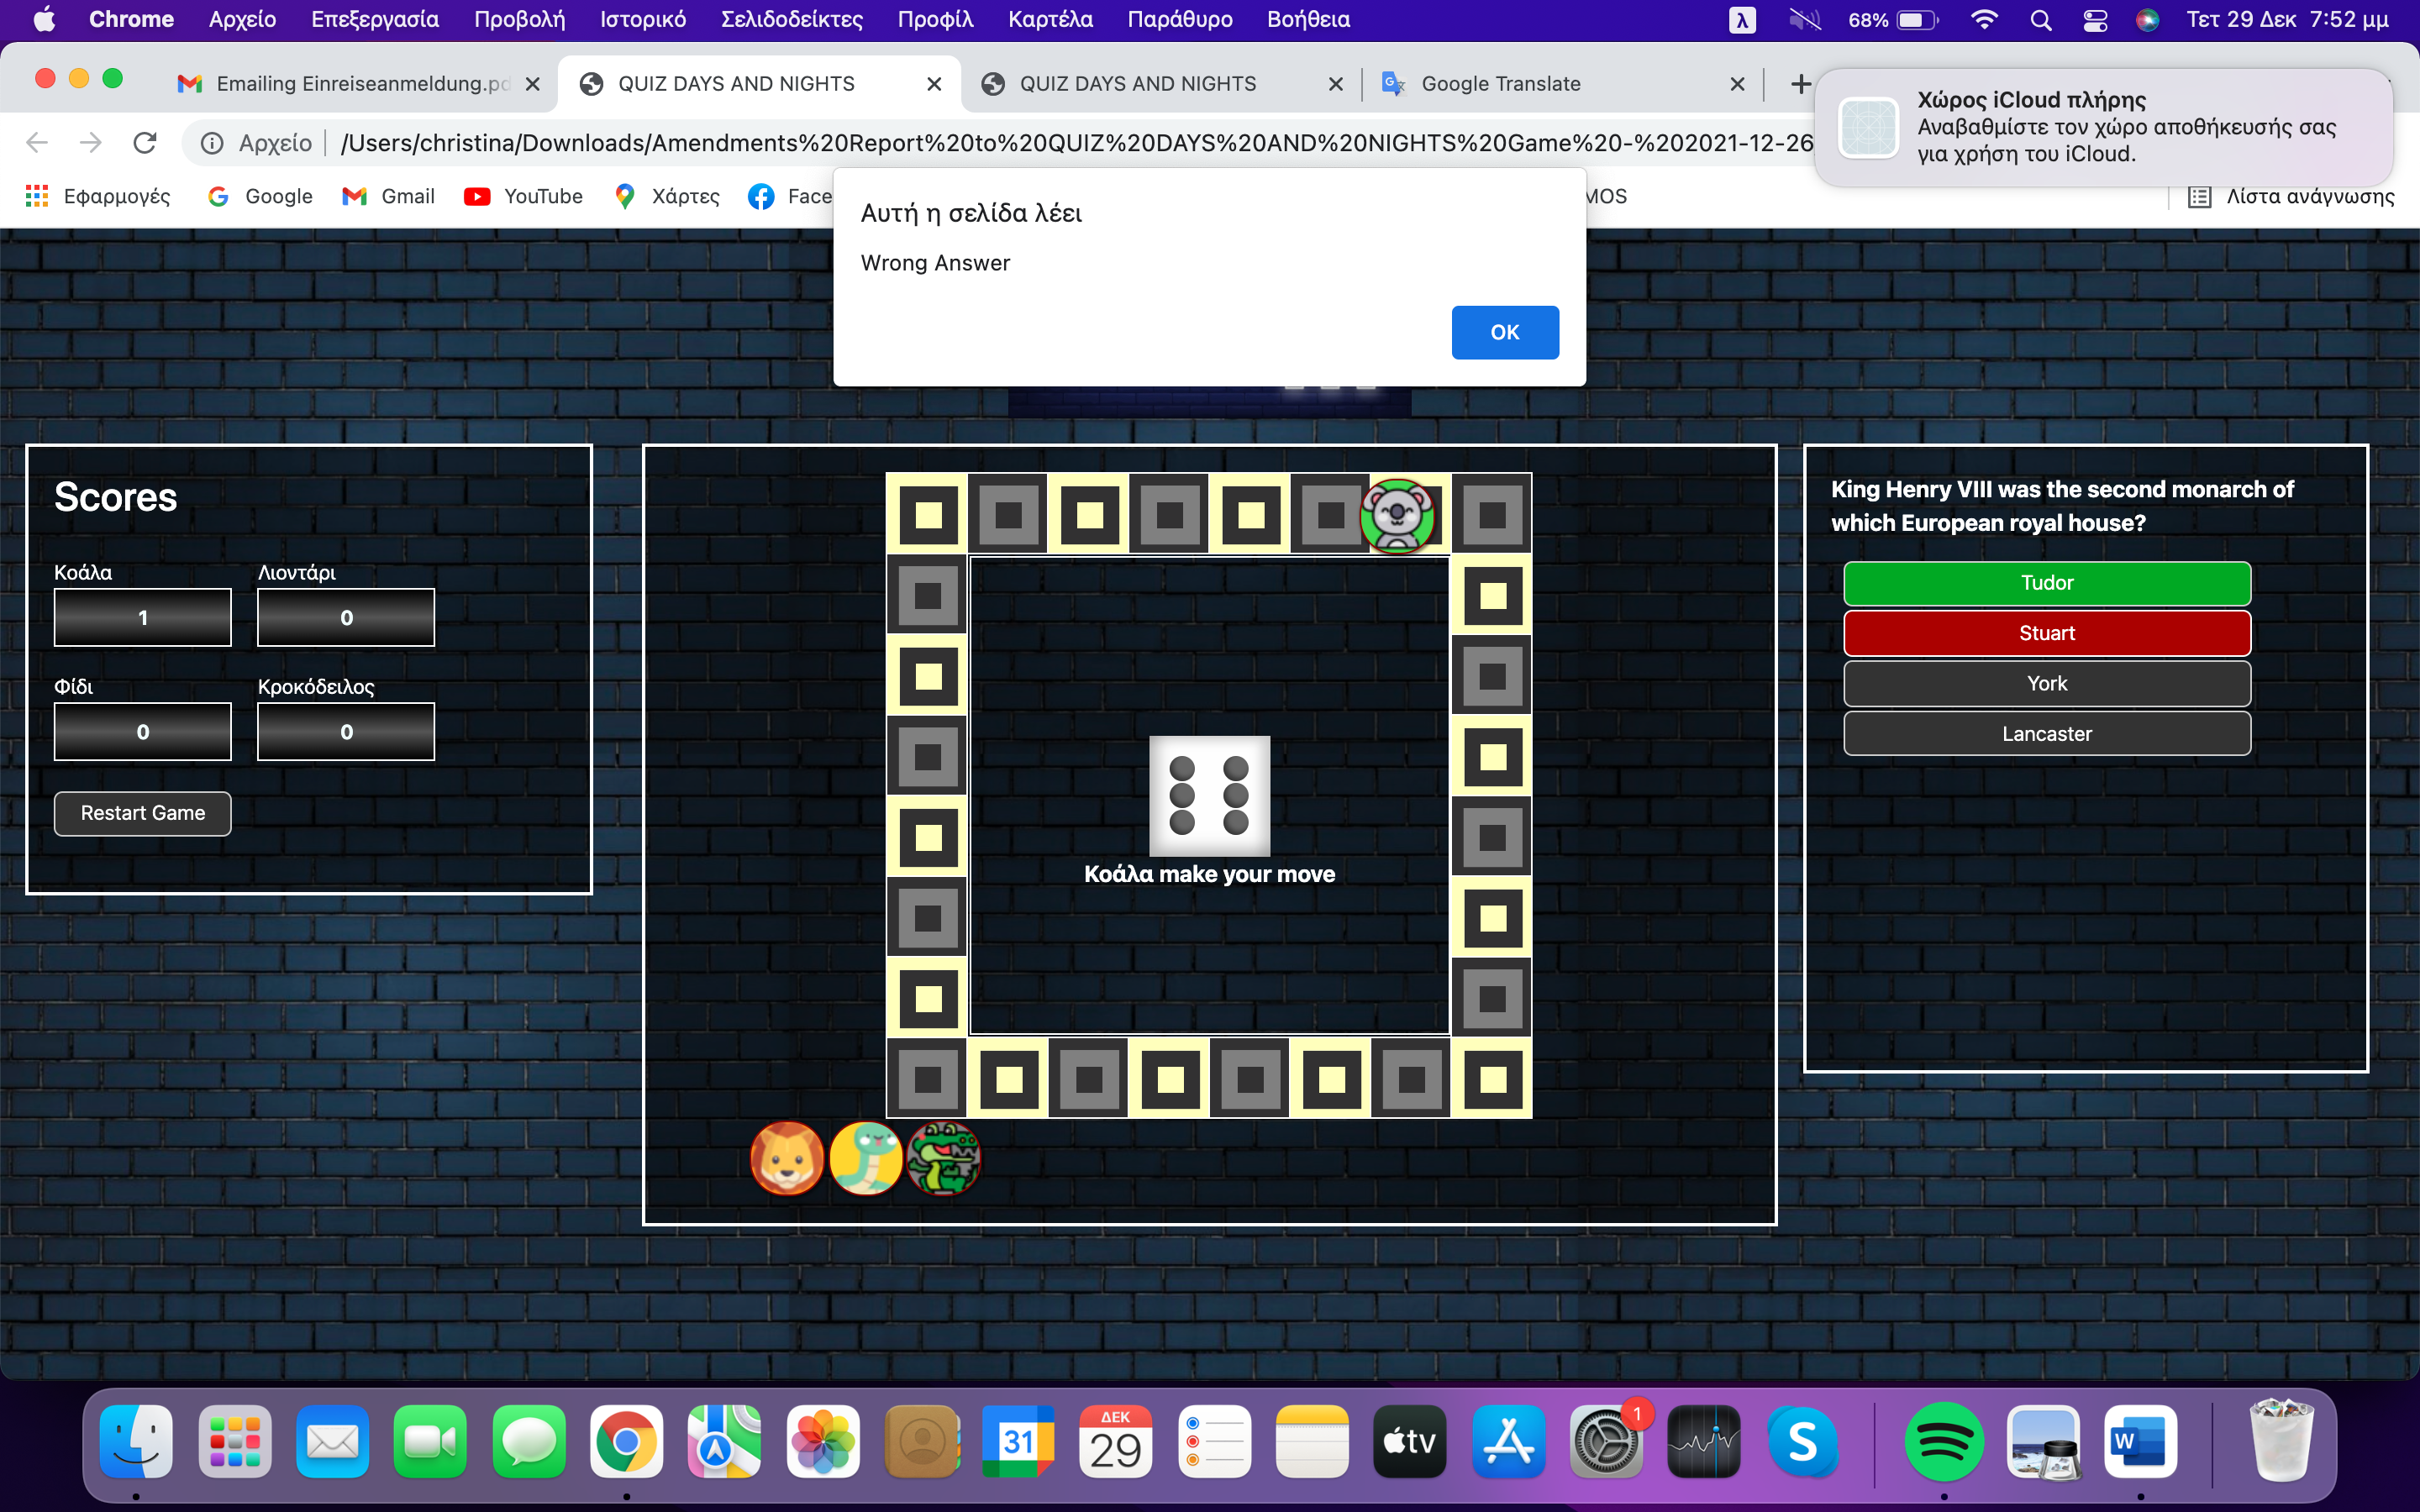 Chrome Αρχείο Επεξεργασία Προβολή Ιστορικό Σελιδοδείκτες Προφίλ Καρτέλα Παράθυρο Βοήθεια λ 68% Τετ 29 Δεκ 7:52 μμ
Emailing Einreiseanmeldung.pd
QUIZ DAYS AND NIGHTS
QUIZ DAYS AND NIGHTS
Google Translate
Χώρος iCloud πλήρης
Αναβαθμίστε τον χώρο αποθήκευσής σας
για χρήση του iCloud.
Αρχείο /Users/christina/Downloads/Amendments%20Report%20to%20QUIZ%20DAYS%20AND%20NIGHTS%20Game%20-%202021-12-26
Εφαρμογές Google Gmail YouTube Χάρτες Face MOS Λίστα ανάγνωσης
Αυτή η σελίδα λέει
Wrong Answer
OK
Scores
Κοάλα Λιοντάρι
1 0
Φίδι Κροκόδειλος
0 0
Restart Game
Κοάλα make your move
King Henry VIII was the second monarch of
which European royal house?
Tudor
Stuart
York
Lancaster
31
ΔΕΚ
29
tv
1
S
W